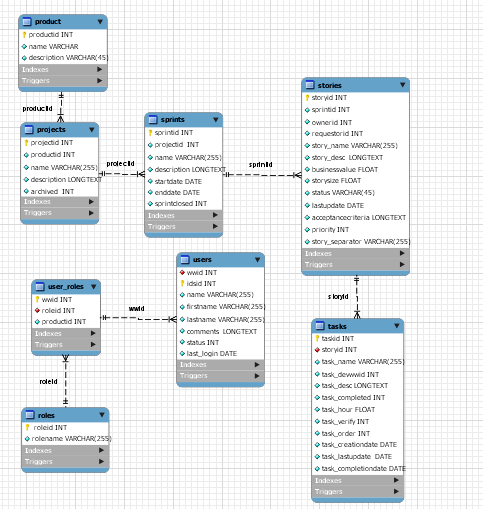 product
productid INT
name VARCHAR
description VARCHAR(45)
Indexes
Triggers
producIId
projects
projectid INT
productid INT
name VARCHAR(255)
description LONGTEXT
archived INT
Indexes
Triggers
projecIId
sprints
sprintid INT
projectid INT
name VARCHAR(255)
description LONGTEXT
startdate DATE
enddate DATE
sprintclosed INT
Indexes
Triggers
sprinIId
stories
storyid INT
sprintid INT
ownerid INT
requestorid INT
story_name VARCHAR(255)
story_desc LONGTEXT
businessvalue FLOAT
storysize FLOAT
status VARCHAR(45)
lastupdate DATE
acceptancecriteria LONGTEXT
priority INT
story_separator VARCHAR(255)
Indexes
Triggers
storyId
users
wwid INT
idsid INT
name VARCHAR(255)
firstname VARCHAR(255)
lastname VARCHAR(255)
comments LONGTEXT
status INT
last_login DATE
Indexes
Triggers
user_roles
wwid INT
roleid INT
productid INT
Indexes
Triggers
wwId
roleId
roles
roleid INT
rolename VARCHAR(255)
Indexes
Triggers
tasks
taskid INT
storyid INT
task_name VARCHAR(255)
task_devwwid INT
task_desc LONGTEXT
task_completed INT
task_hour FLOAT
task_verify INT
task_order INT
task_creationdate DATE
task_lastupdate DATE
task_completiondate DATE
Indexes
Triggers